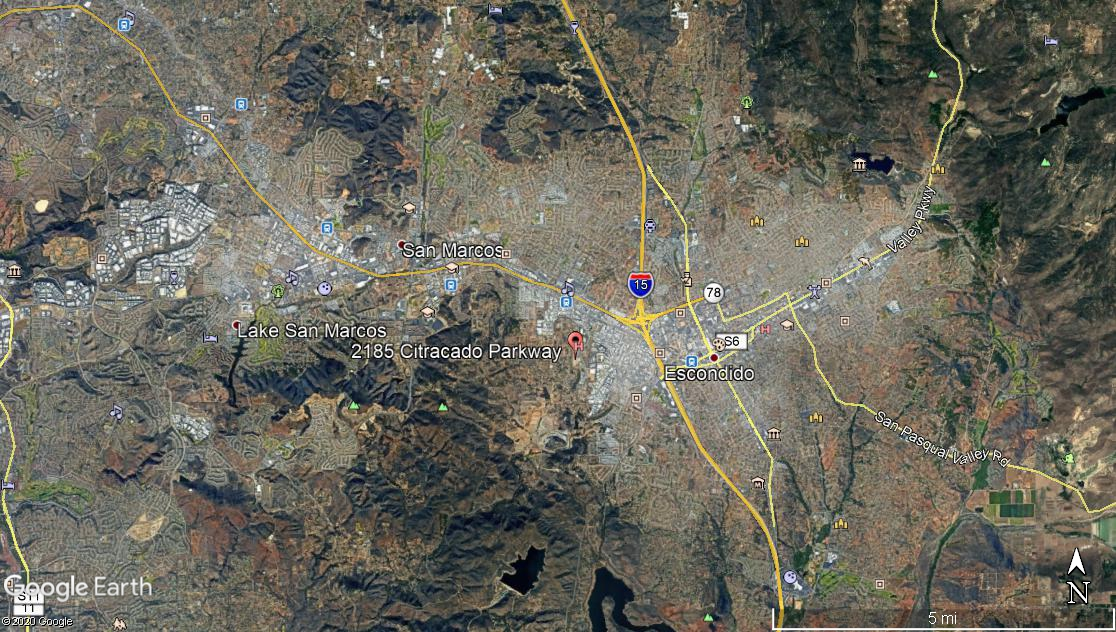 San Marcos
15
78
Valley Pkwy
Lake San Marcos
2185 Citracado Parkway
H
H
S6
Escondido
San Pasqual Valley Rd
M
Google Earth
S11
11
©2020 Google
N
5 mi